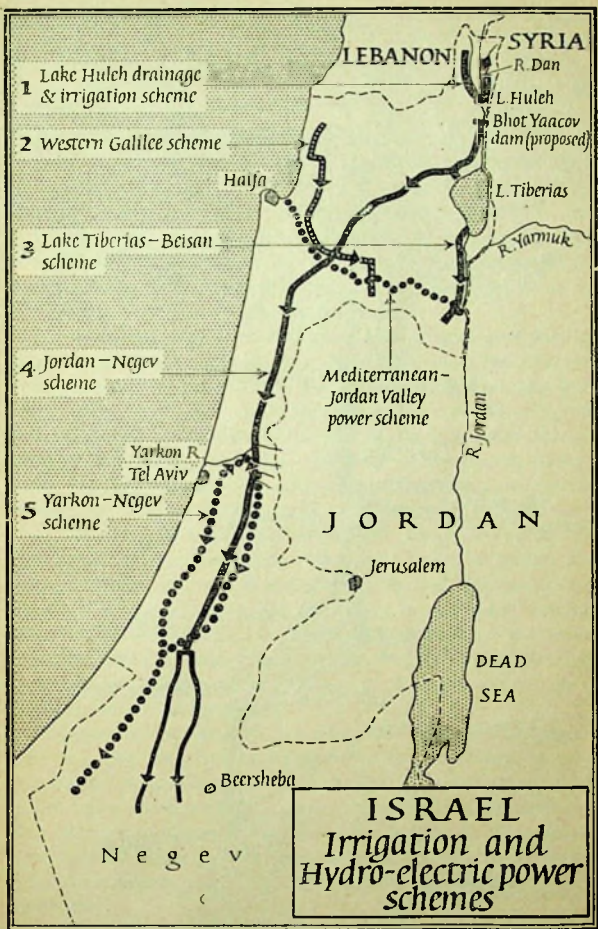 LEBANON
SYRIA
R. Dan
1 Lake Huleh drainage
& irrigation scheme
L. Huleh
Bhot Yaacov
dam (proposed)
2 Western Galilee scheme
Haifa
L. Tiberias
3 Lake Tiberias–Beisan
scheme
R. Yarmuk
4 Jordan–Negev
scheme
Mediterranean–
Jordan Valley
power scheme
R. Jordan
Yarkon R.
Tel Aviv
5 Yarkon–Negev
scheme
JORDAN
Jerusalem
DEAD
SEA
Beersheba
Negev
ISRAEL
Irrigation and
Hydro-electric power
schemes